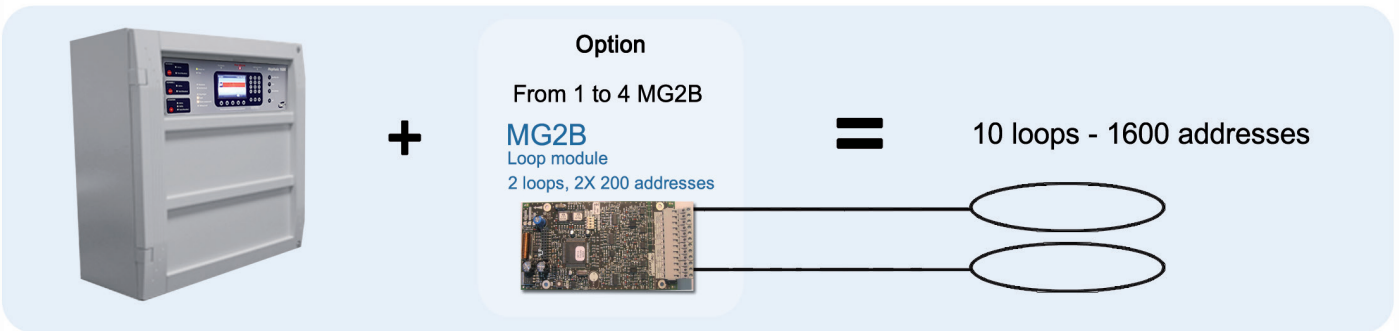 Option
From 1 to 4 MG2B
MG2B
Loop module
2 loops, 2X 200 addresses
+
=
10 loops - 1600 addresses